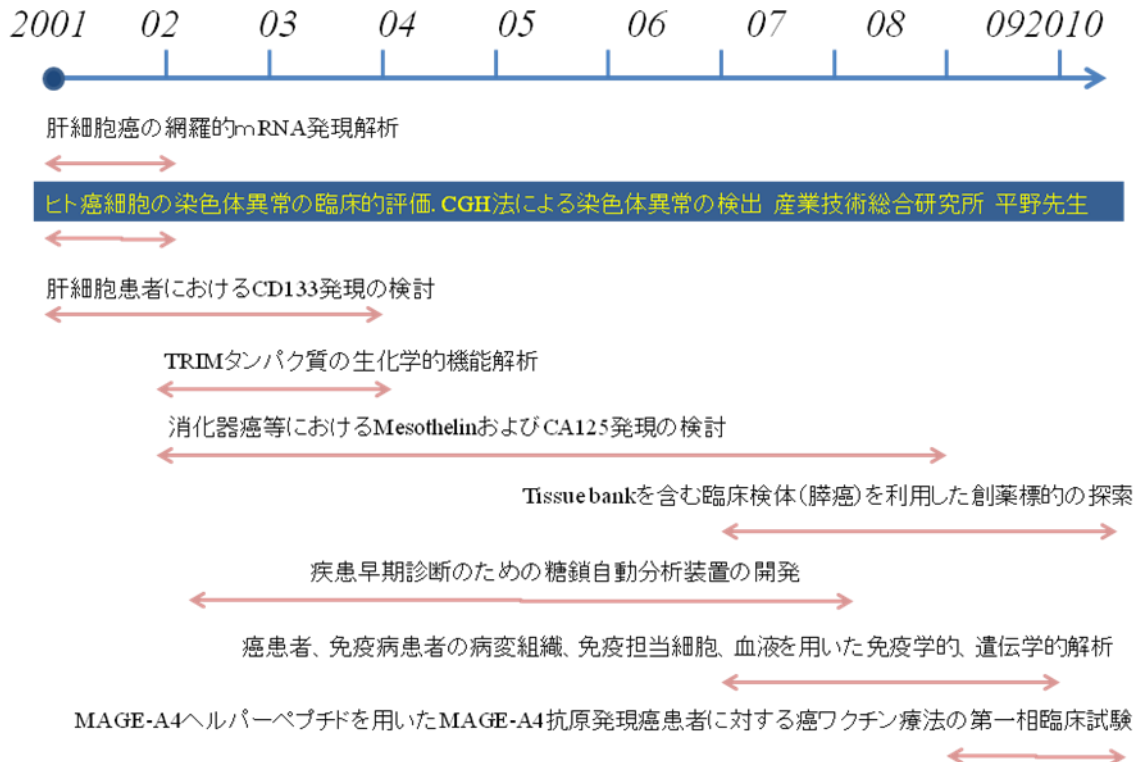 2001 02 03 04 05 06 07 08 092010
肝細胞癌の網羅的mRNA発現解析
ヒト癌細胞の染色体異常の臨床的評価. CGH法による染色体異常の検出 産業技術総合研究所 平野先生
肝細胞患者におけるCD133発現の検討
TRIMタンパク質の生化学的機能解析
消化器癌等におけるMesothelinおよびCA125発現の検討
Tissue bankを含む臨床検体(膵癌)を利用した創薬標的の探索
疾患早期診断のための糖鎖自動分析装置の開発
癌患者、免疫病患者の病変組織、免疫担当細胞、血液を用いた免疫学的、遺伝学的解析
MAGE-A4ヘルパーペプチドを用いたMAGE-A4抗原発現癌患者に対する癌ワクチン療法の第一相臨床試験